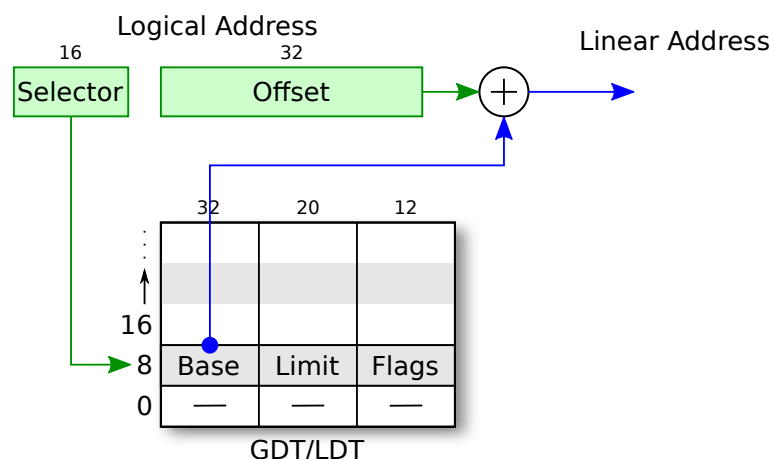 Logical Address
Linear Address
16
32
Selector
Offset
32
20
12
16
8
Base
Limit
Flags
0
GDT/LDT